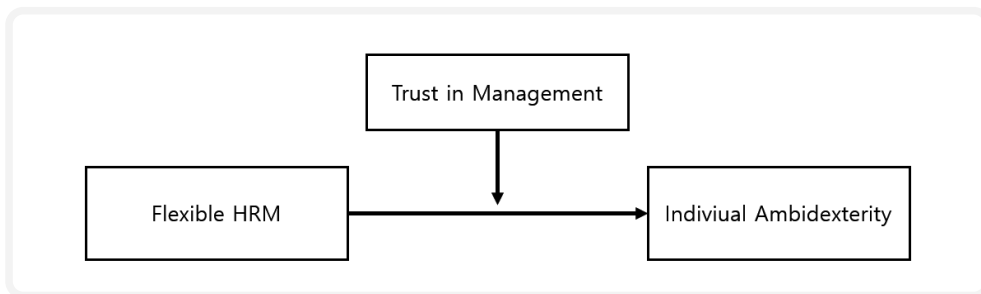 Trust in Management
Flexible HRM
Indiviual Ambidexterity